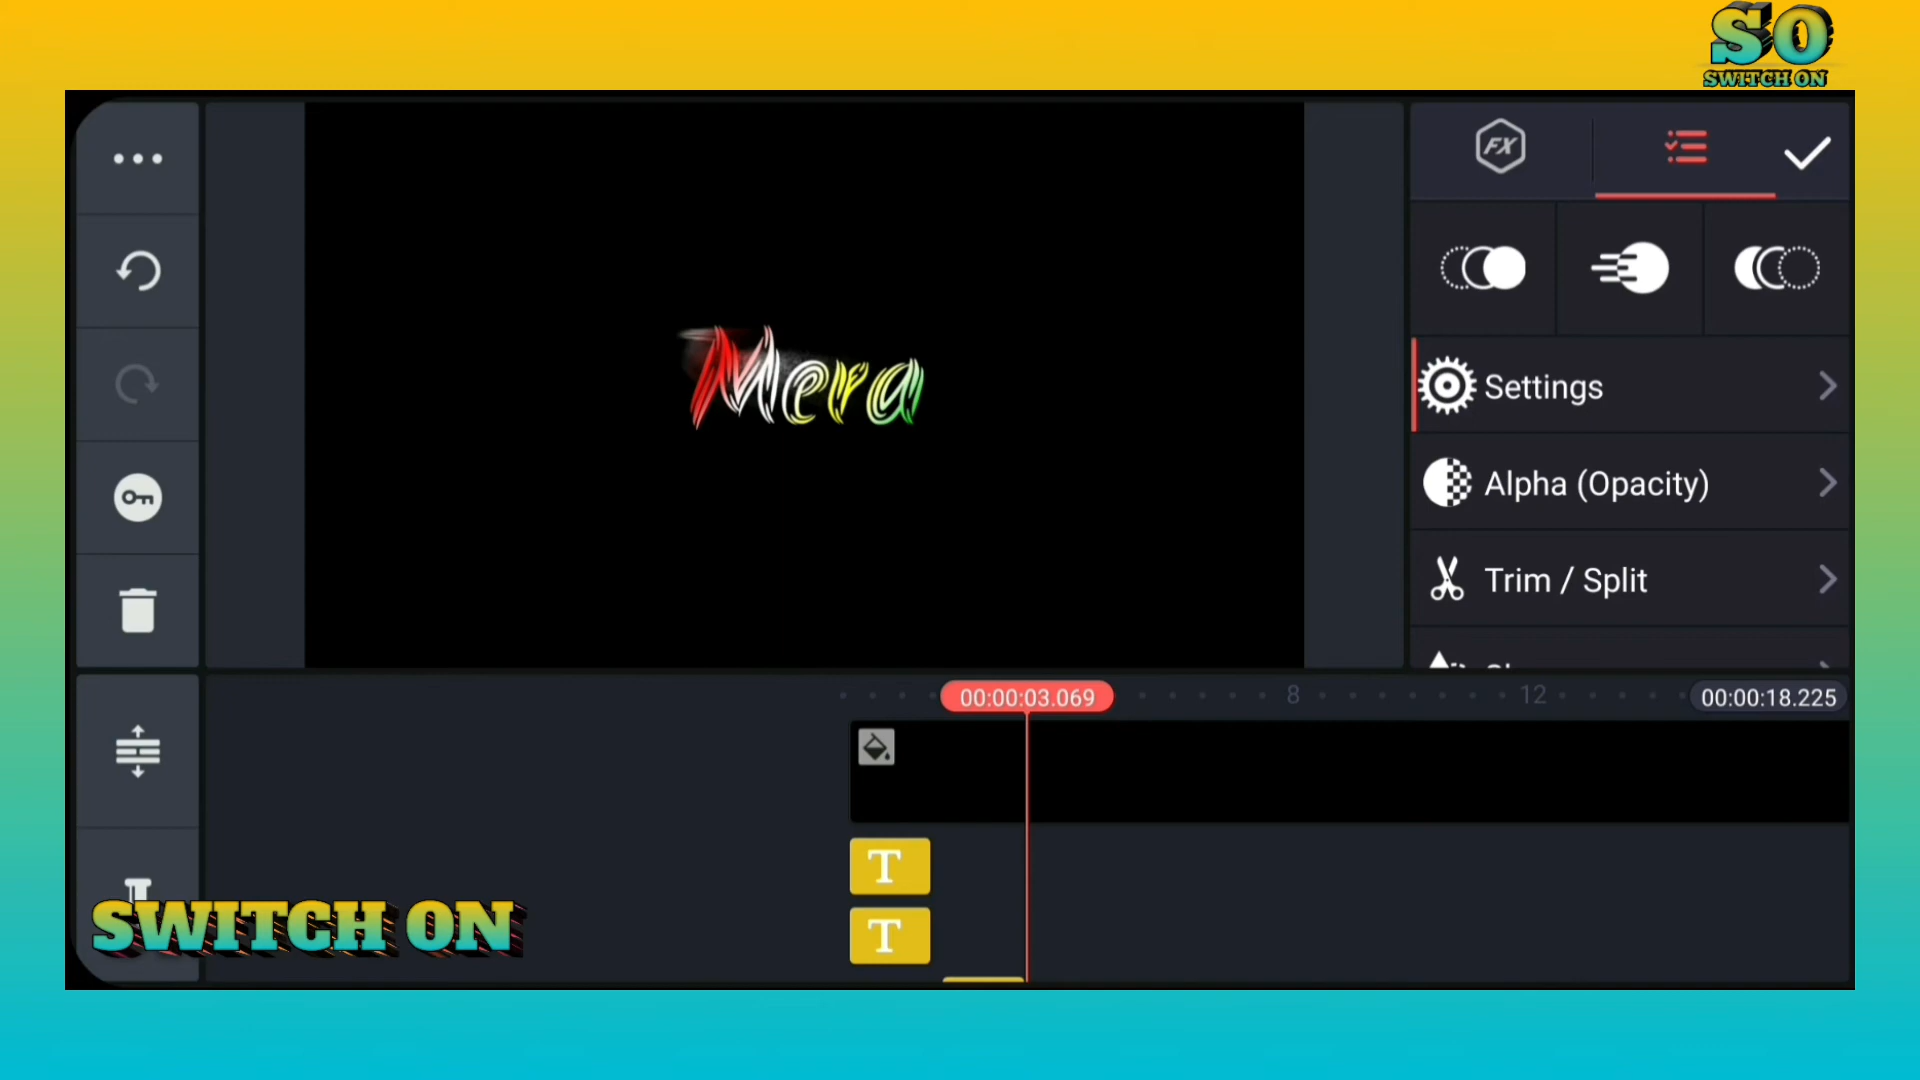 SO
SWITCH ON
FX
Mera
Settings
Alpha (Opacity)
Trim / Split
00:00:03.069
8
12
00:00:18.225
T
T
SWITCH ON